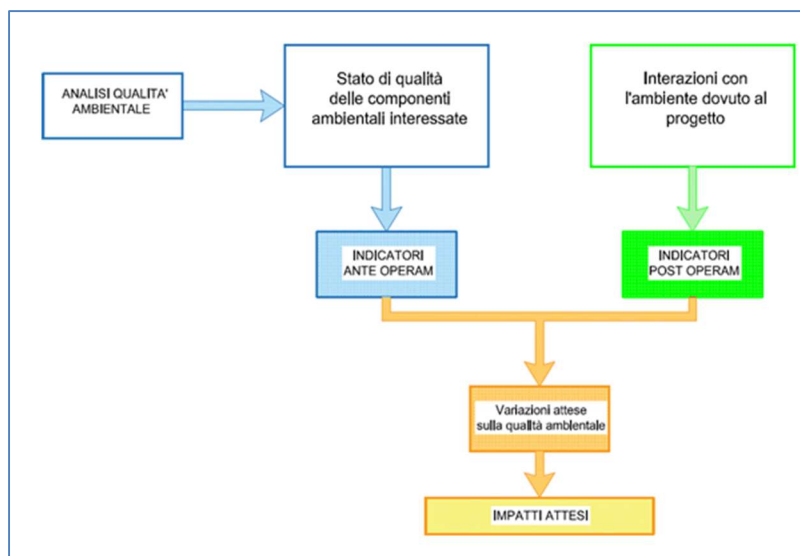 ANALISI QUALITA'
AMBIENTALE
Stato di qualità
delle componenti
ambientali interessate
Interazioni con
l'ambiente dovuto al
progetto
INDICATORI
ANTE OPERAM
INDICATORI
POST OPERAM
Variazioni attese
sulla qualità ambientale
IMPATTI ATTESI